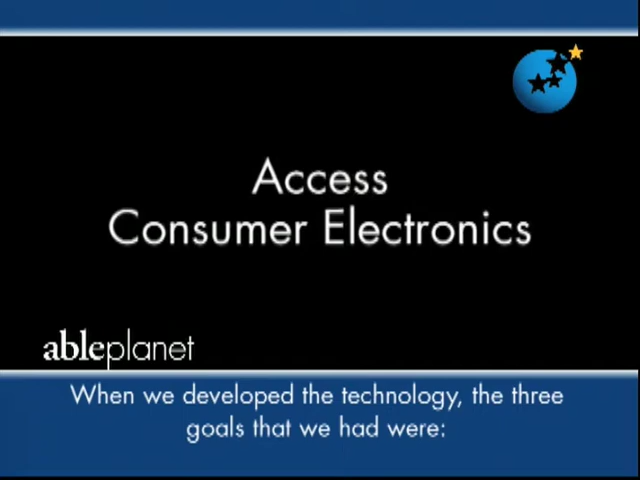 Access
Consumer Electronics
ableplanet
When we developed the technology, the three
goals that we had were: